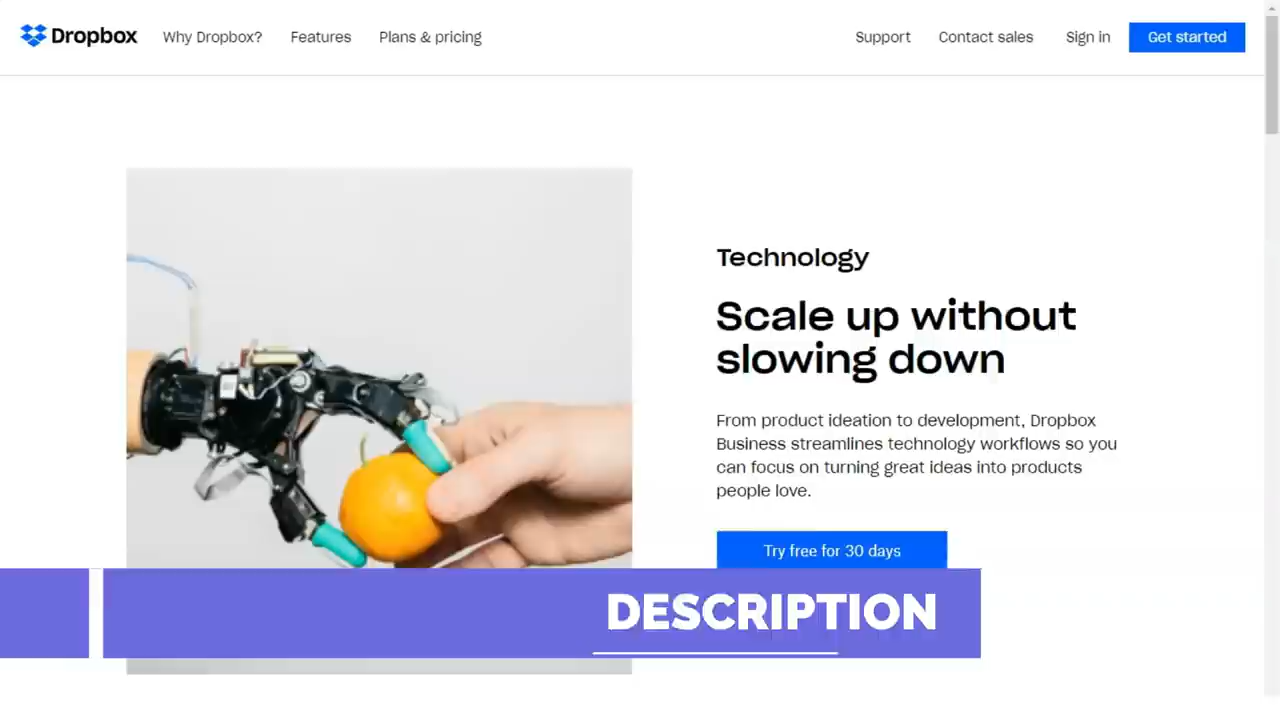 Dropbox Why Dropbox? Features Plans & pricing Support Contact sales Sign in Get started
Technology
Scale up without
slowing down
From product ideation to development, Dropbox
Business streamlines technology workflows so you
can focus on turning great ideas into products
people love.
Try free for 30 days
DESCRIPTION